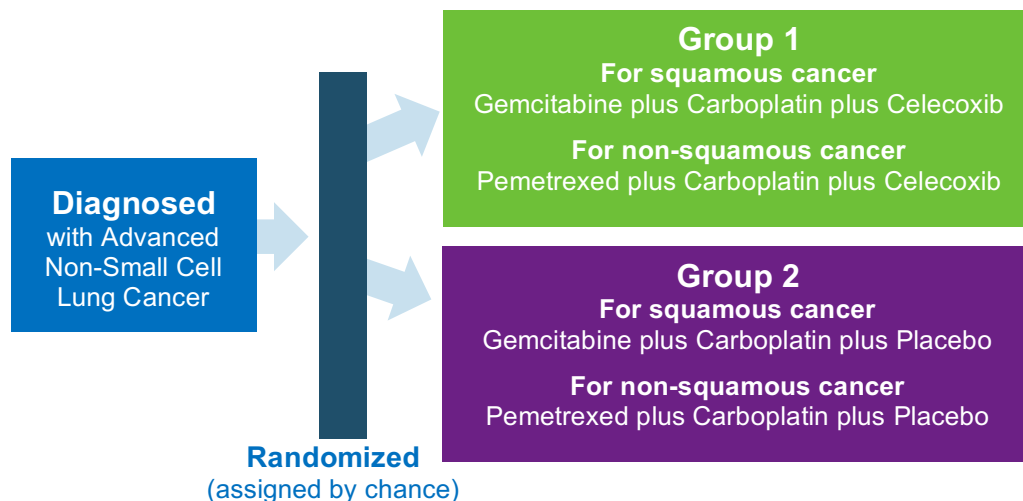 Diagnosed
with Advanced
Non-Small Cell
Lung Cancer
Randomized
(assigned by chance)
Group 1
For squamous cancer
Gemcitabine plus Carboplatin plus Celecoxib
For non-squamous cancer
Pemetrexed plus Carboplatin plus Celecoxib
Group 2
For squamous cancer
Gemcitabine plus Carboplatin plus Placebo
For non-squamous cancer
Pemetrexed plus Carboplatin plus Placebo